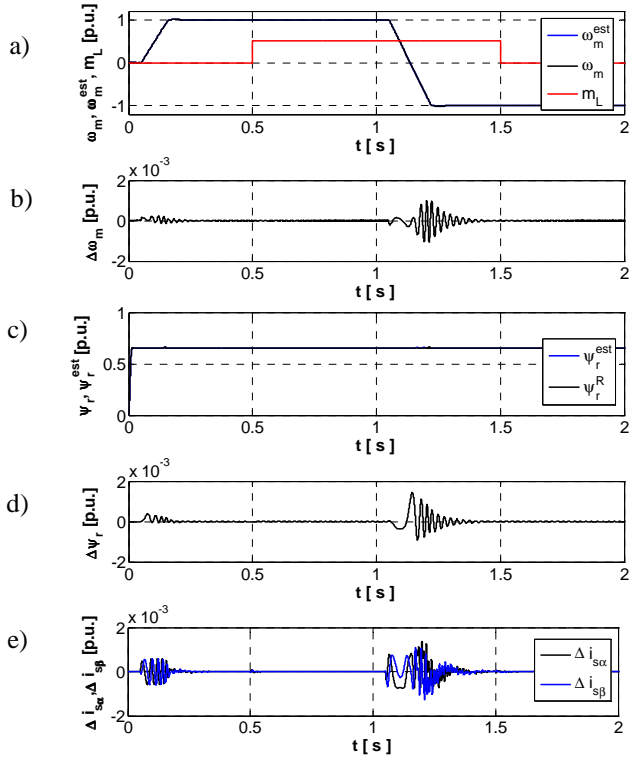 a)
ω_m, ω_m^est, m_L [p.u.]
1
0
-1
0 0.5 1 1.5 2
t [ s ]
ω_m^est
ω_m
m_L
b)
x 10^-3
Δω_m [p.u.]
2
0
-2
0 0.5 1 1.5 2
t [ s ]
c)
ψ_r, ψ_r^est [p.u.]
1
0.5
0
0 0.5 1 1.5 2
t [ s ]
ψ_r^est
ψ_r^R
d)
x 10^-3
Δψ_r [p.u.]
2
0
-2
0 0.5 1 1.5 2
t [ s ]
e)
x 10^-3
Δ i_sα, Δ i_sβ [p.u.]
2
0
-2
0 0.5 1 1.5 2
t [ s ]
Δ i_sα
Δ i_sβ